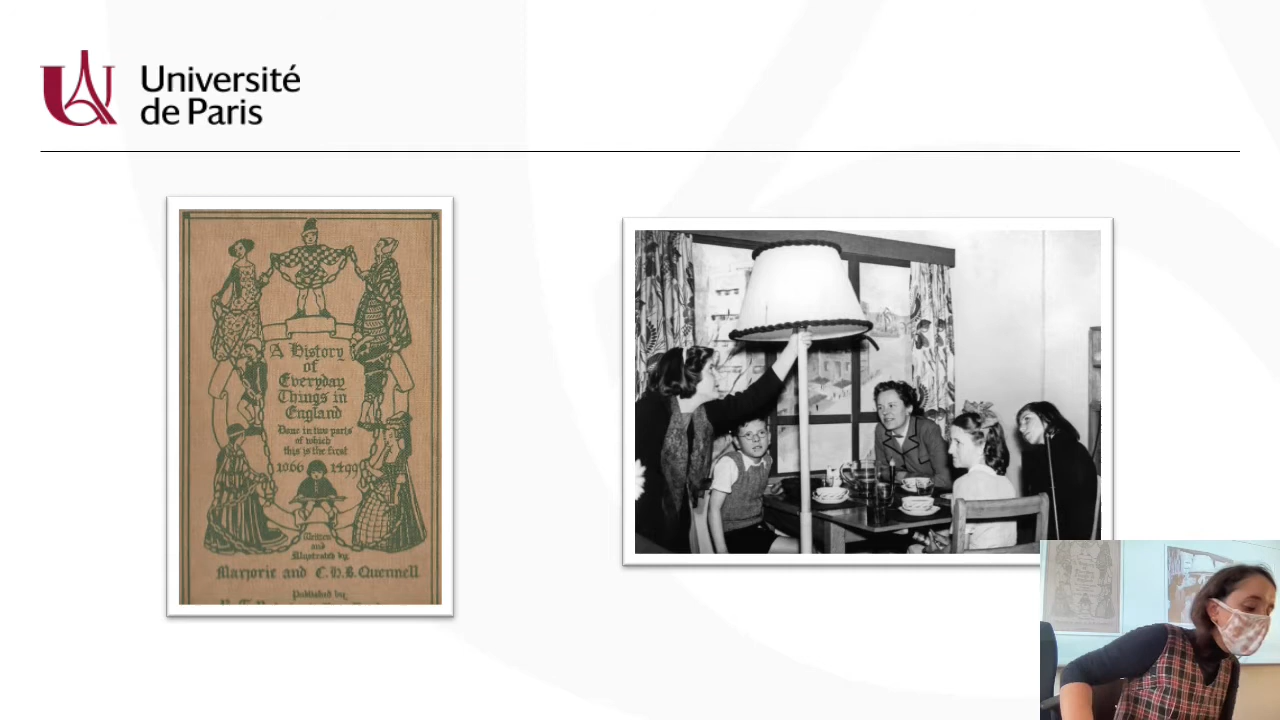 Université
de Paris
A History
of
Everyday
Things in
England
Done in two parts
of which
this is the first
1066 1499
Written
and
Illustrated by
Marjorie and C.H.B. Quennell
Published by